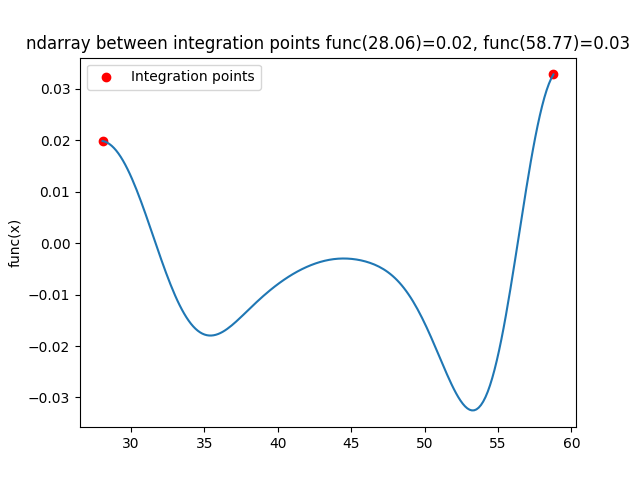 ndarray between integration points func(28.06)=0.02, func(58.77)=0.03
Integration points
func(x)
0.03
0.02
0.01
0.00
−0.01
−0.02
−0.03
30 35 40 45 50 55 60